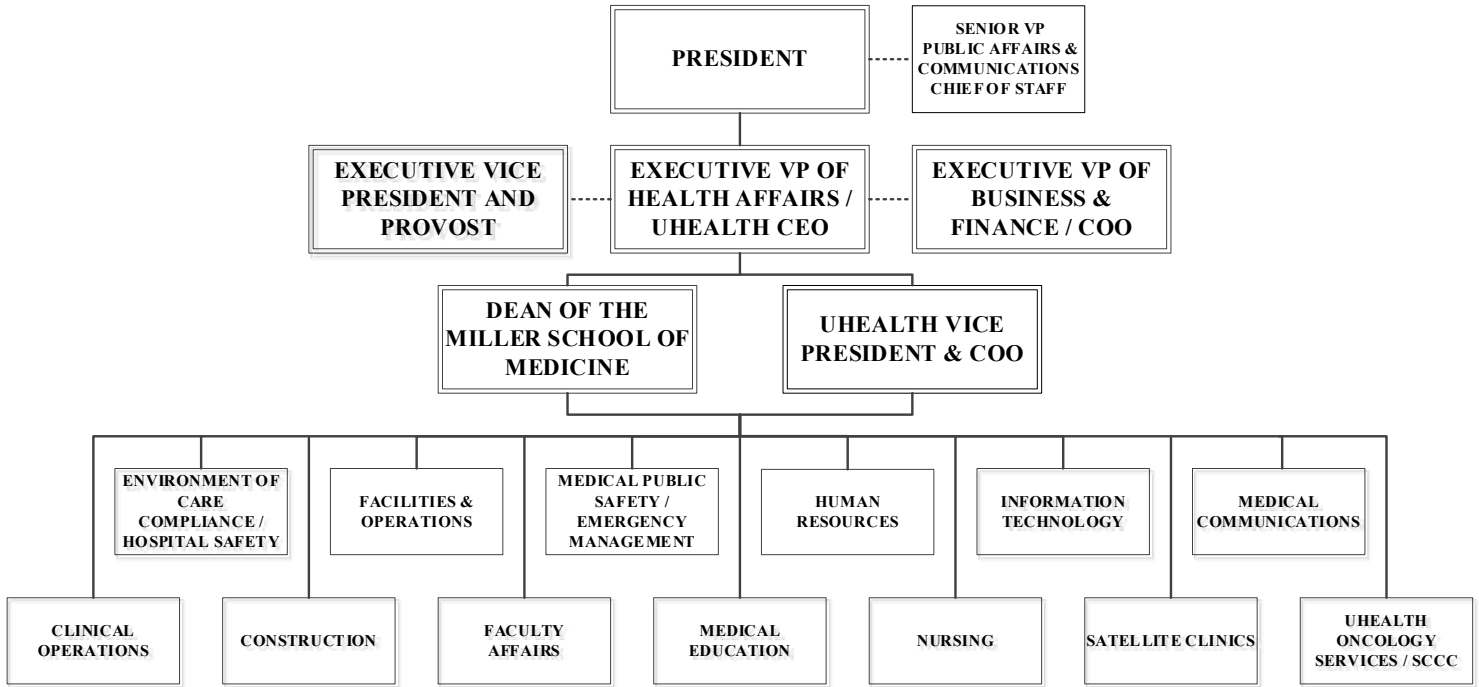 PRESIDENT
SENIOR VP
PUBLIC AFFAIRS &
COMMUNICATIONS
CHIEF OF STAFF
EXECUTIVE VICE
PRESIDENT AND
PROVOST
EXECUTIVE VP OF
HEALTH AFFAIRS /
UHEALTH CEO
EXECUTIVE VP OF
BUSINESS &
FINANCE / COO
DEAN OF THE
MILLER SCHOOL OF
MEDICINE
UHEALTH VICE
PRESIDENT & COO
ENVIRONMENT OF
CARE
COMPLIANCE /
HOSPITAL SAFETY
FACILITIES &
OPERATIONS
MEDICAL PUBLIC
SAFETY /
EMERGENCY
MANAGEMENT
HUMAN
RESOURCES
INFORMATION
TECHNOLOGY
MEDICAL
COMMUNICATIONS
CLINICAL
OPERATIONS
CONSTRUCTION
FACULTY
AFFAIRS
MEDICAL
EDUCATION
NURSING
SATELLITE CLINICS
UHEALTH
ONCOLOGY
SERVICES / SCCC